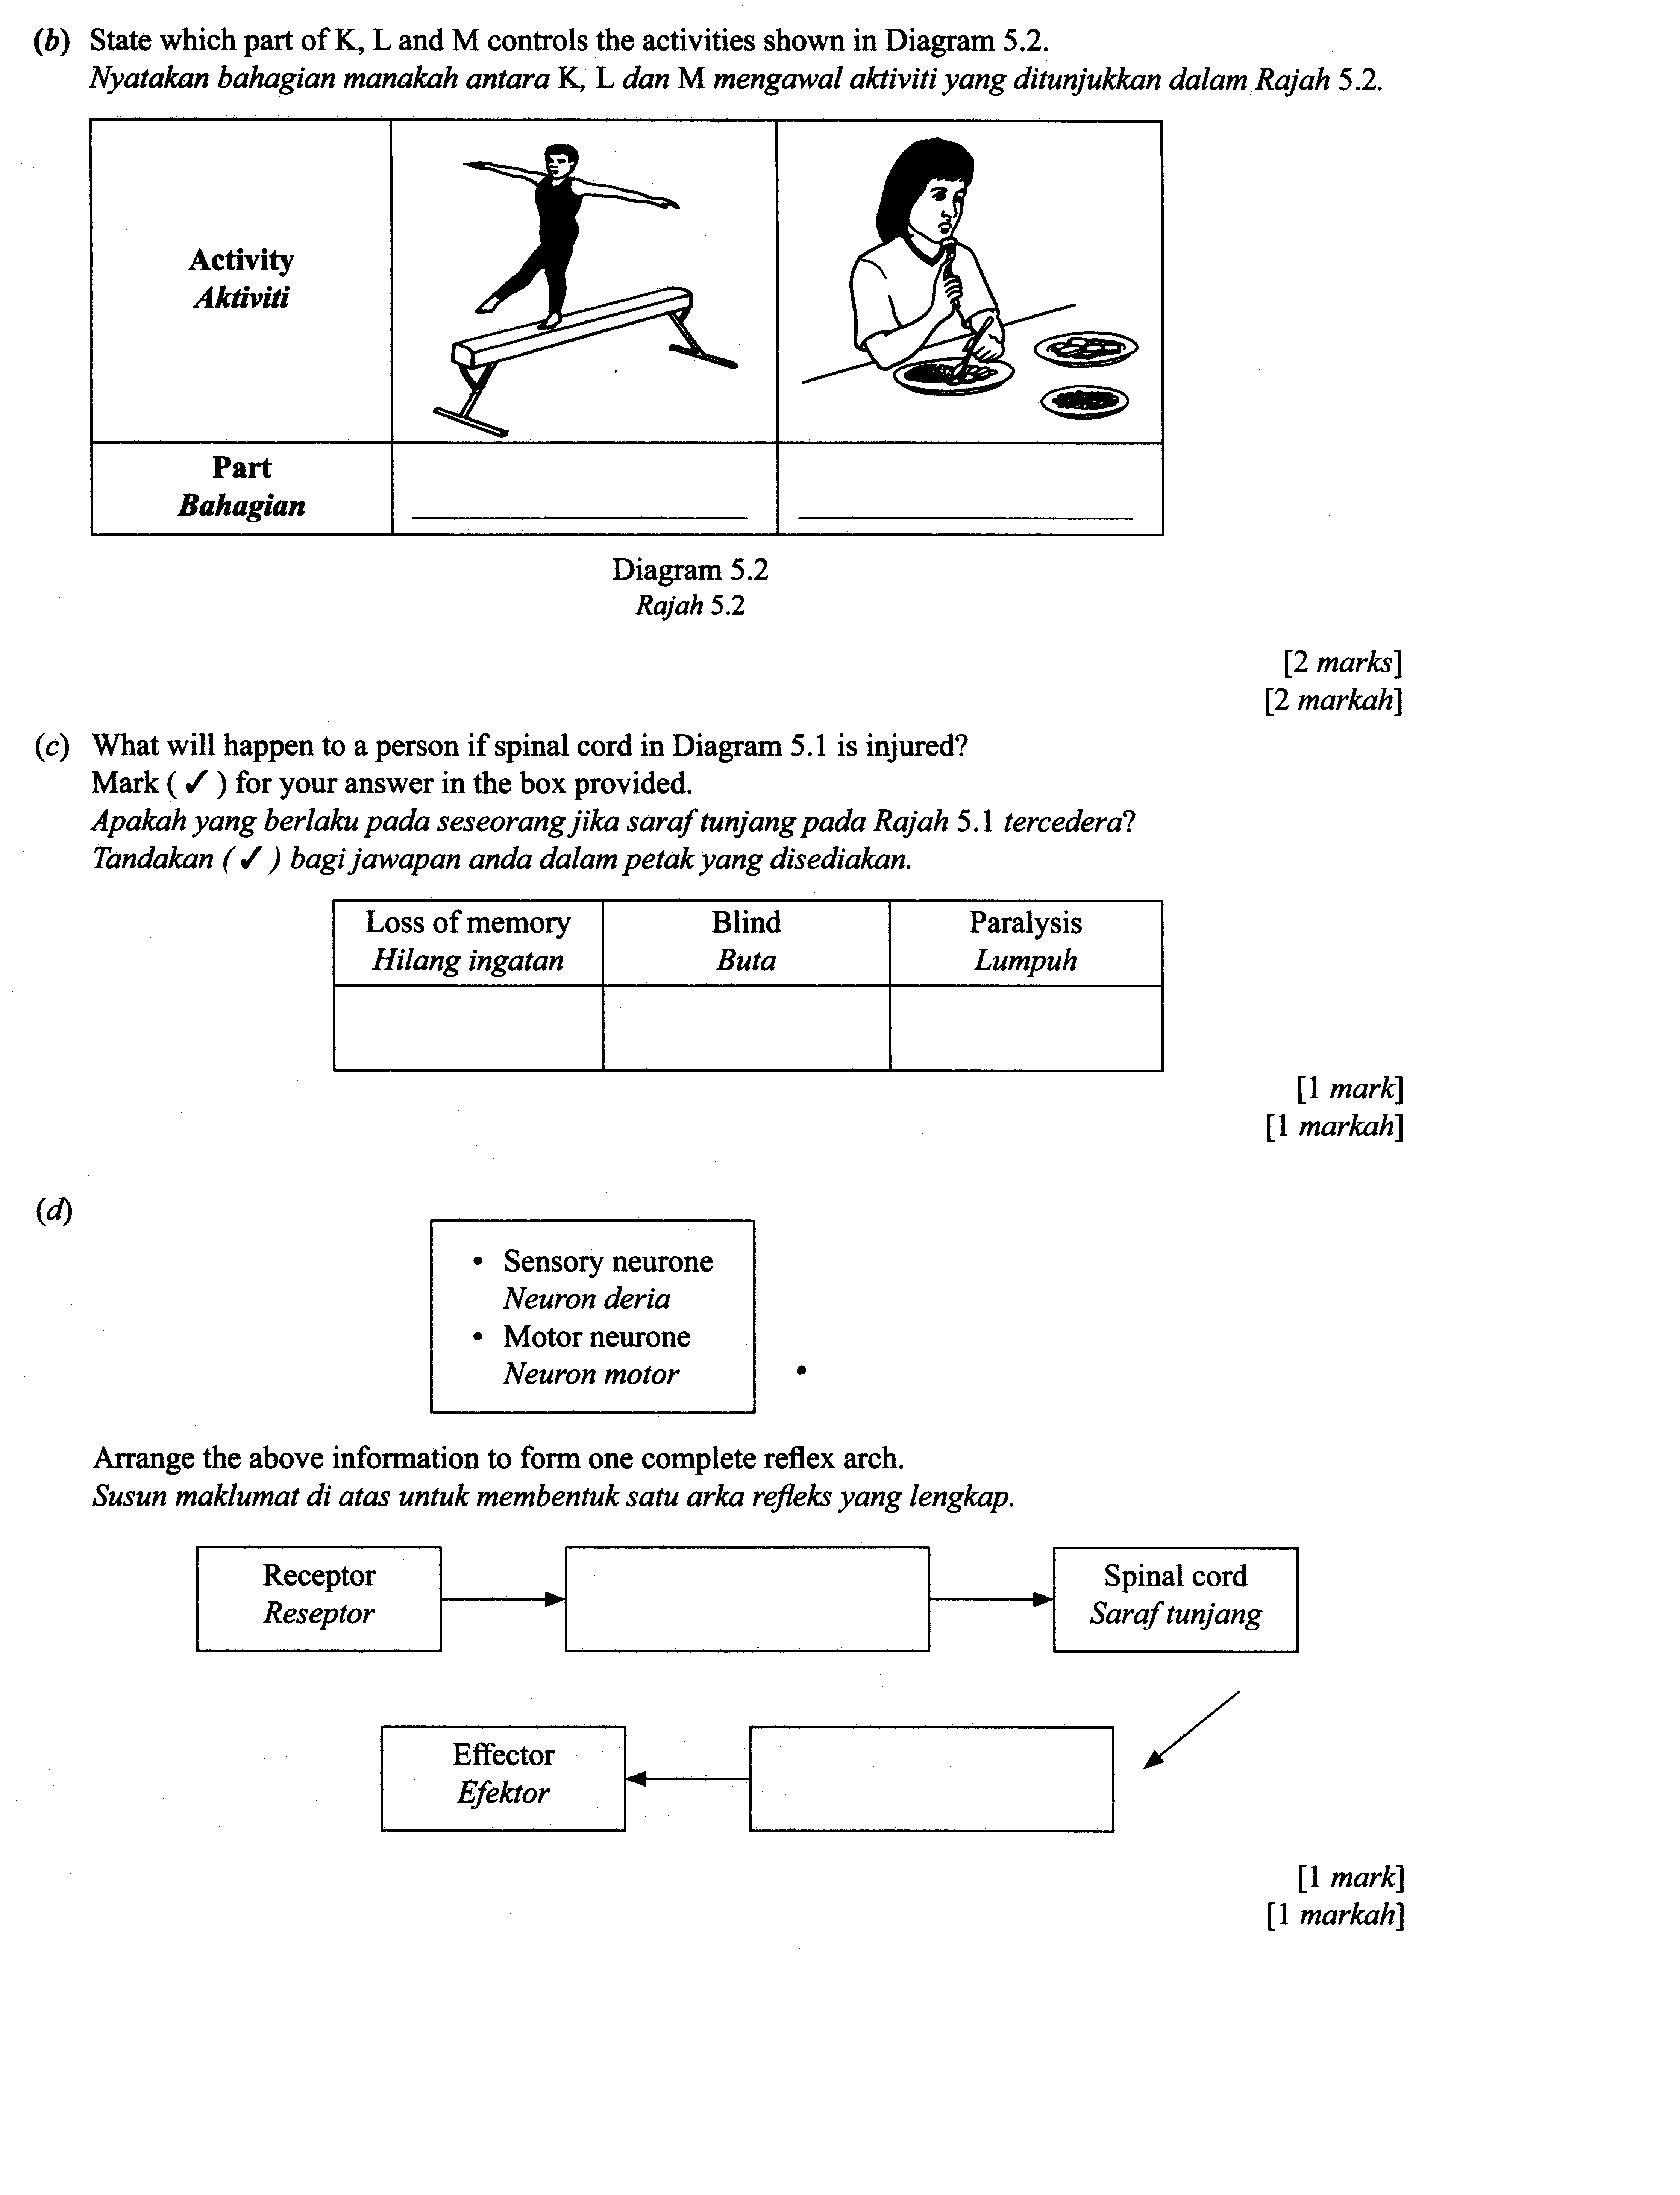 (b) State which part of K, L and M controls the activities shown in Diagram 5.2.
Nyatakan bahagian manakah antara K, L dan M mengawal aktiviti yang ditunjukkan dalam Rajah 5.2.
Activity
Aktiviti
Part
Bahagian
Diagram 5.2
Rajah 5.2
[2 marks]
[2 markah]
(c) What will happen to a person if spinal cord in Diagram 5.1 is injured?
Mark ( ✓ ) for your answer in the box provided.
Apakah yang berlaku pada seseorang jika saraf tunjang pada Rajah 5.1 tercedera?
Tandakan ( ✓ ) bagi jawapan anda dalam petak yang disediakan.
Loss of memory
Hilang ingatan
Blind
Buta
Paralysis
Lumpuh
[1 mark]
[1 markah]
(d)
• Sensory neurone
Neuron deria
• Motor neurone
Neuron motor
Arrange the above information to form one complete reflex arch.
Susun maklumat di atas untuk membentuk satu arka refleks yang lengkap.
Receptor
Reseptor
Spinal cord
Saraf tunjang
Effector
Efektor
[1 mark]
[1 markah]